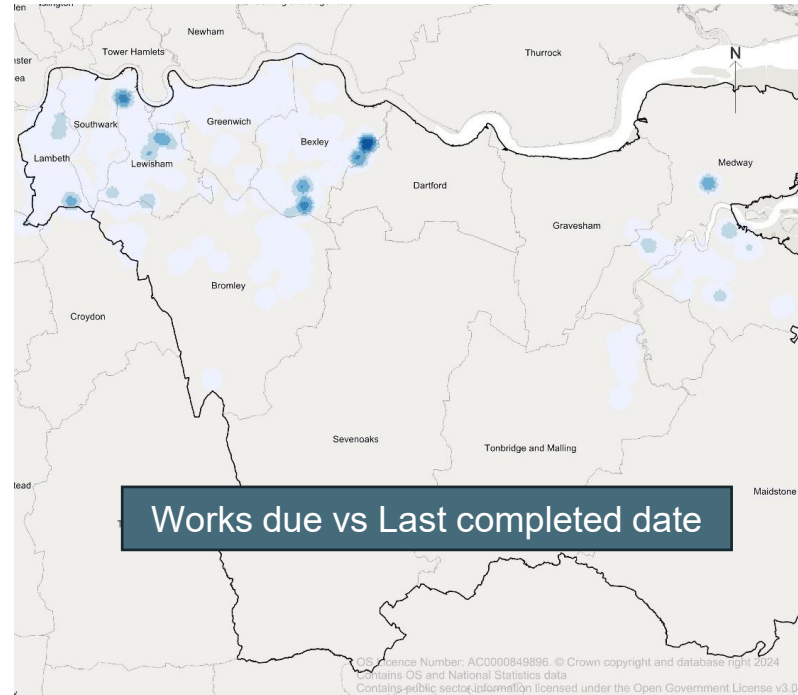 Newham
Tower Hamlets
Thurrock
N
Southwark
Greenwich
Bexley
Medway
Lambeth
Lewisham
Dartford
Gravesham
Bromley
Croydon
Sevenoaks
Tonbridge and Malling
Maidstone
Works due vs Last completed date
OS Licence Number: AC0000849896. © Crown copyright and database right 2024
Contains OS and National Statistics data
Contains public sector information licensed under the Open Government License v3.0